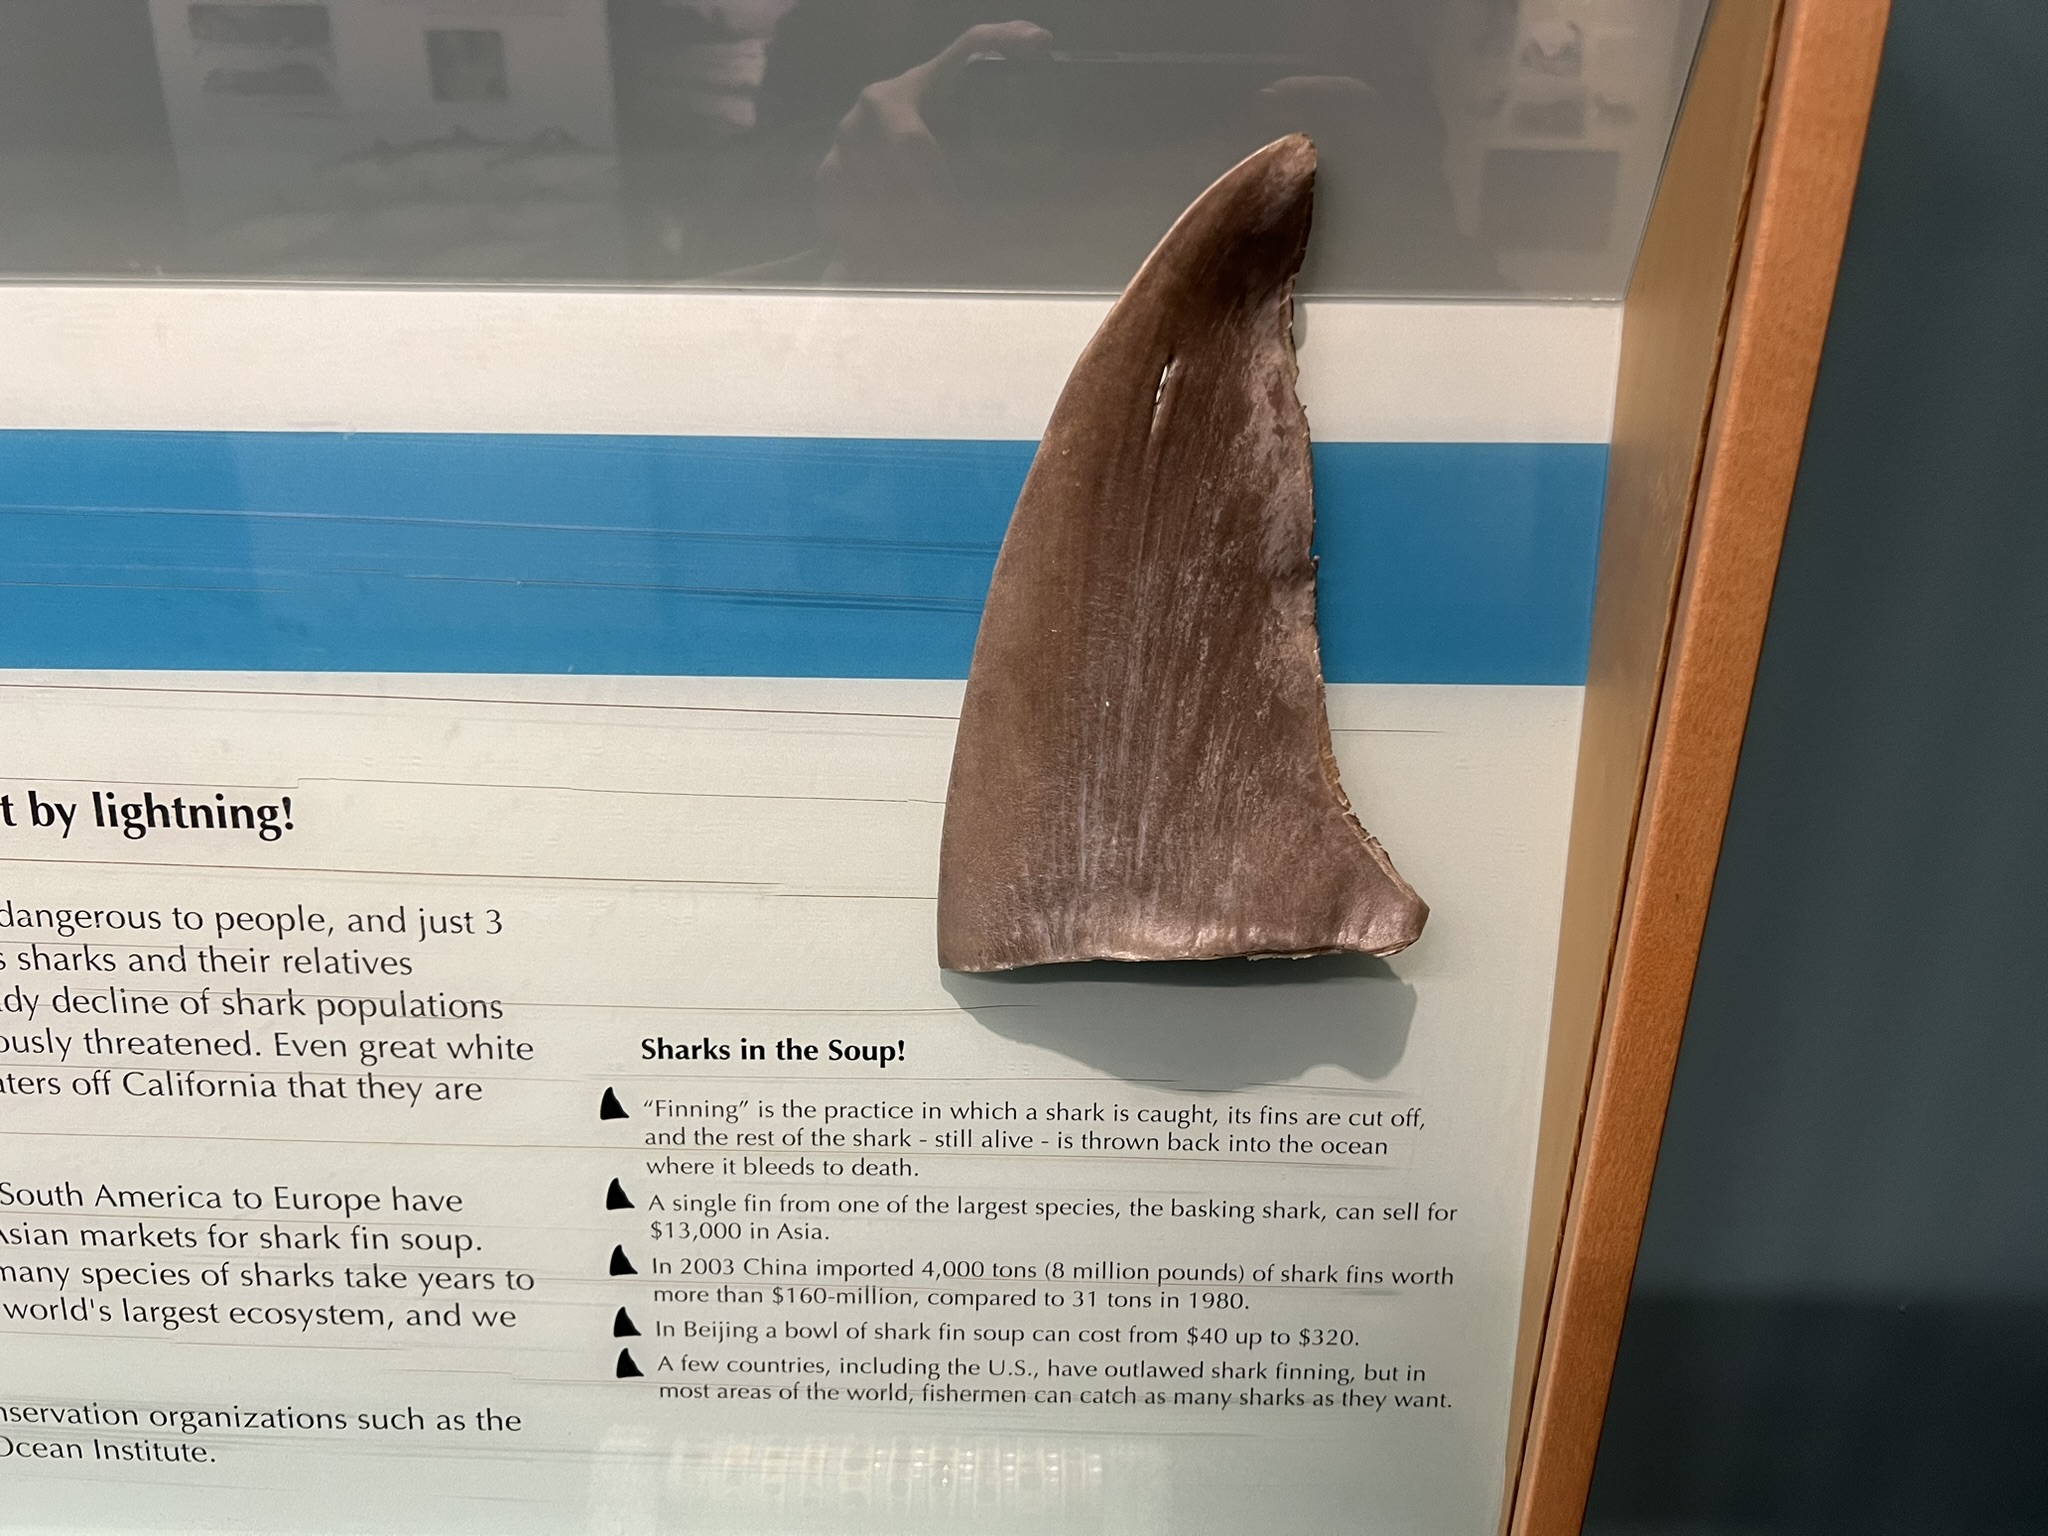 t by lightning!
dangerous to people, and just 3
s sharks and their relatives
dy decline of shark populations
ously threatened. Even great white
aters off California that they are
South America to Europe have
Asian markets for shark fin soup.
many species of sharks take years to
world's largest ecosystem, and we
nservation organizations such as the
Ocean Institute.
Sharks in the Soup!
“Finning” is the practice in which a shark is caught, its fins are cut off,
and the rest of the shark - still alive - is thrown back into the ocean
where it bleeds to death.
A single fin from one of the largest species, the basking shark, can sell for
$13,000 in Asia.
In 2003 China imported 4,000 tons (8 million pounds) of shark fins worth
more than $160-million, compared to 31 tons in 1980.
In Beijing a bowl of shark fin soup can cost from $40 up to $320.
A few countries, including the U.S., have outlawed shark finning, but in
most areas of the world, fishermen can catch as many sharks as they want.